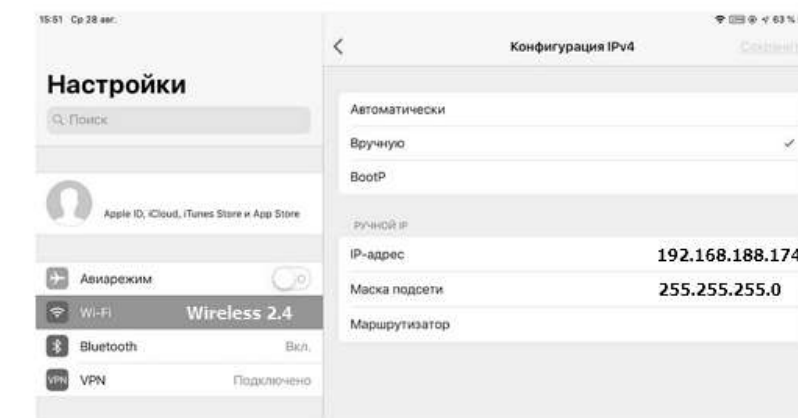 15:51 Ср 28 авг.
63 %
Настройки
Поиск
Apple ID, iCloud, iTunes Store и App Store
Авиарежим
Wi-Fi Wireless 2.4
Bluetooth Вкл.
VPN VPN Подключено
Конфигурация IPv4 Сохранить
Автоматически
Вручную
BootP
РУЧНОЙ IP
IP-адрес 192.168.188.174
Маска подсети 255.255.255.0
Маршрутизатор